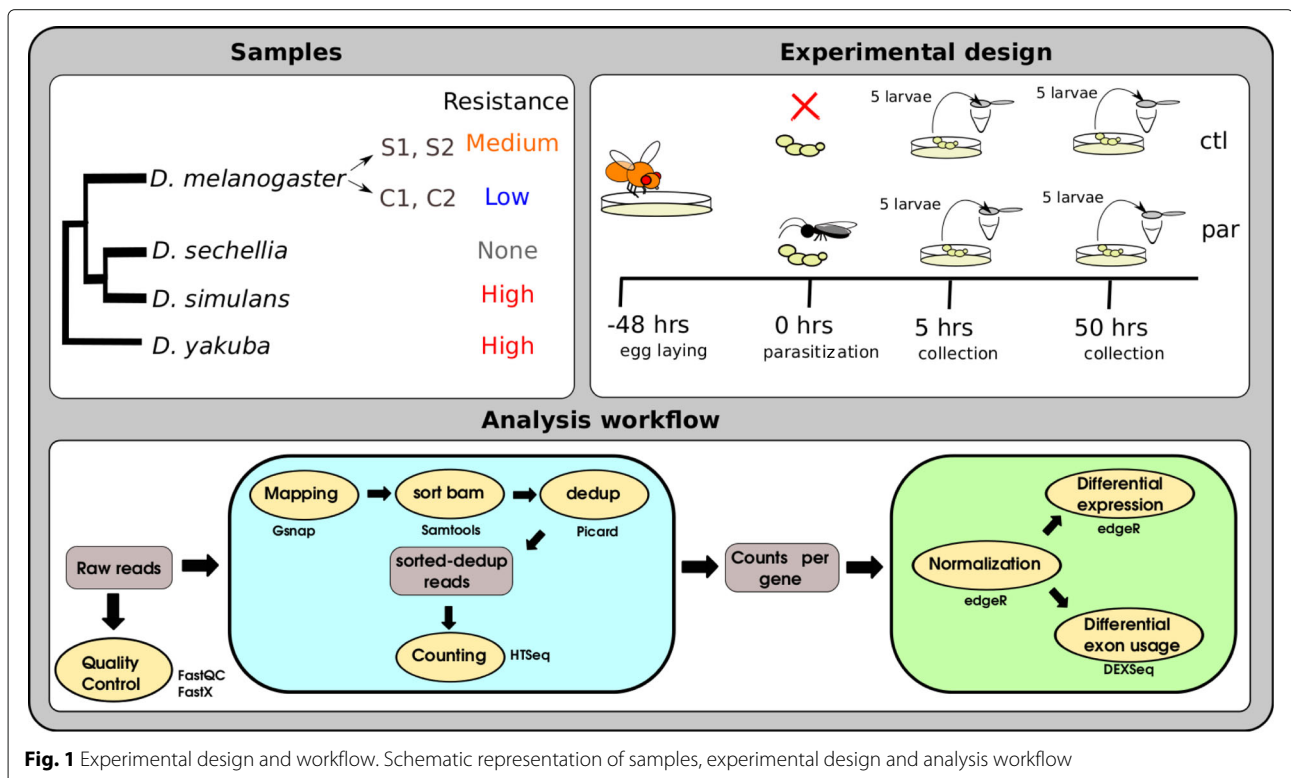 Samples
Resistance
D. melanogaster
S1, S2
Medium
C1, C2
Low
D. sechellia
None
D. simulans
High
D. yakuba
High
Experimental design
5 larvae
5 larvae
ctl
5 larvae
5 larvae
par
-48 hrs
egg laying
0 hrs
parasitization
5 hrs
collection
50 hrs
collection
Analysis workflow
Raw reads
Quality
Control
FastQC
FastX
Mapping
Gsnap
sort bam
Samtools
dedup
Picard
sorted-dedup
reads
Counting
HTSeq
Counts per
gene
Normalization
edgeR
Differential
expression
edgeR
Differential
exon usage
DEXSeq
Fig. 1 Experimental design and workflow. Schematic representation of samples, experimental design and analysis workflow